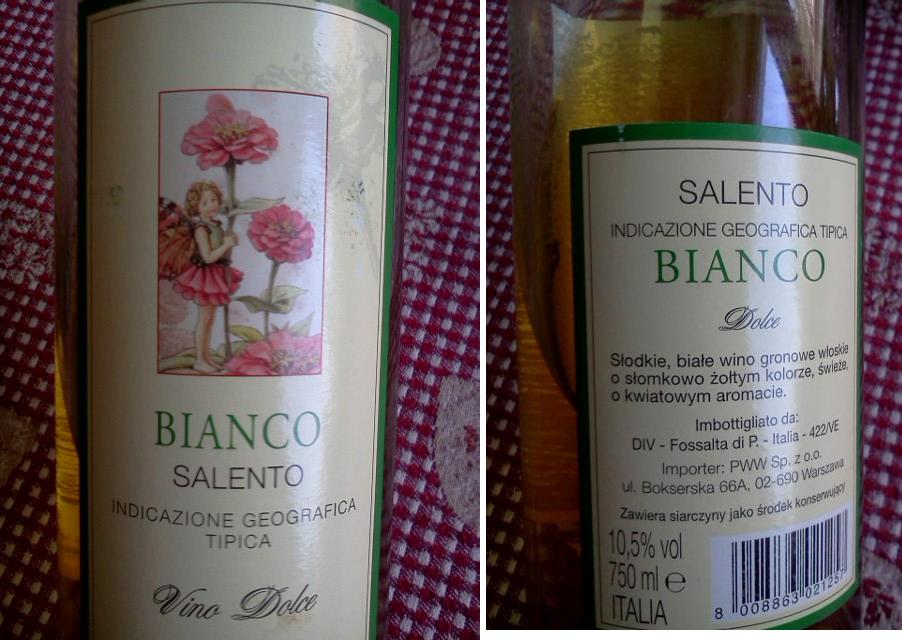 BIANCO
SALENTO
INDICAZIONE GEOGRAFICA
TIPICA
Vino Dolce
SALENTO
INDICAZIONE GEOGRAFICA TIPICA
BIANCO
Dolce
Słodkie, białe wino gronowe włoskie
o słomkowo żołtym kolorze, świeże,
o kwiatowym aromacie.
Imbottigliato da:
DIV - Fossalta di P. - Italia - 422/VE
Importer: PWW Sp. z o.o.
ul. Bokserska 66A, 02-690 Warszawa
Zawiera siarczyny jako środek konserwujący
10,5% vol
750 ml e
ITALIA
8 008863 021257